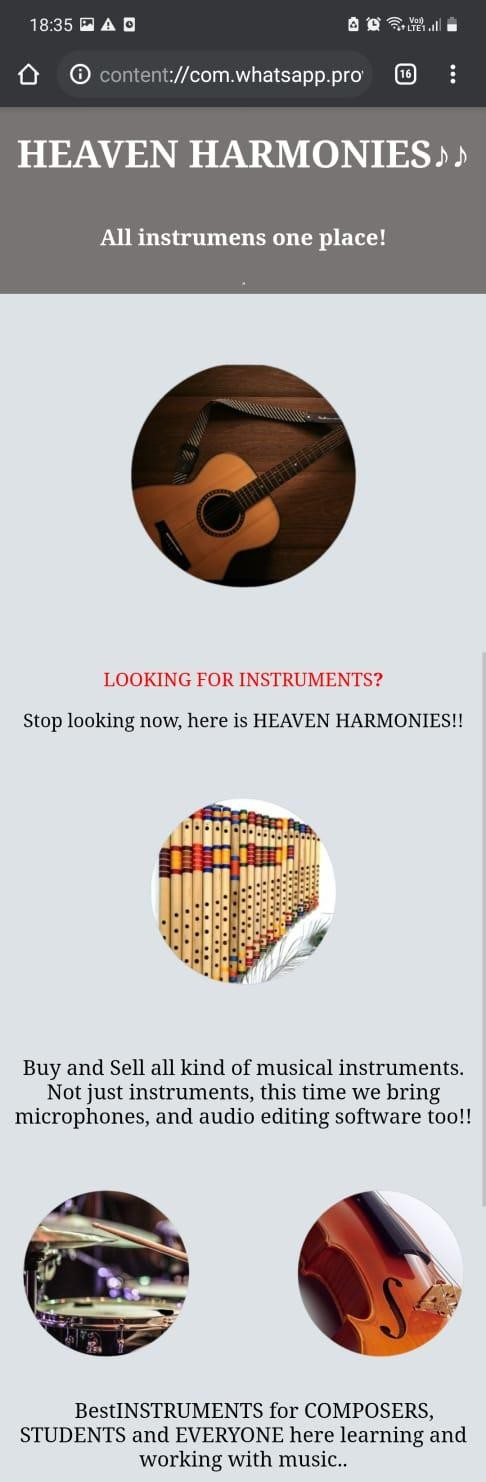 18:35
Vo)) LTE1
content://com.whatsapp.pro
16
HEAVEN HARMONIES♪♪
All instrumens one place!
.
LOOKING FOR INSTRUMENTS?
Stop looking now, here is HEAVEN HARMONIES!!
Buy and Sell all kind of musical instruments.
Not just instruments, this time we bring
microphones, and audio editing software too!!
BestINSTRUMENTS for COMPOSERS,
STUDENTS and EVERYONE here learning and
working with music..